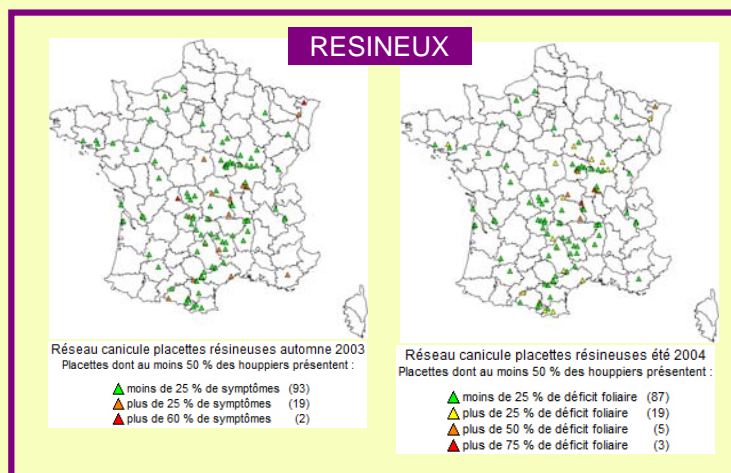 RESINEUX
Réseau canicule placettes résineuses automne 2003
Placettes dont au moins 50 % des houppiers présentent :
moins de 25 % de symptômes (93)
plus de 25 % de symptômes (19)
plus de 60 % de symptômes (2)
Réseau canicule placettes résineuses été 2004
Placettes dont au moins 50 % des houppiers présentent :
moins de 25 % de déficit foliaire (87)
plus de 25 % de déficit foliaire (19)
plus de 50 % de déficit foliaire (5)
plus de 75 % de déficit foliaire (3)